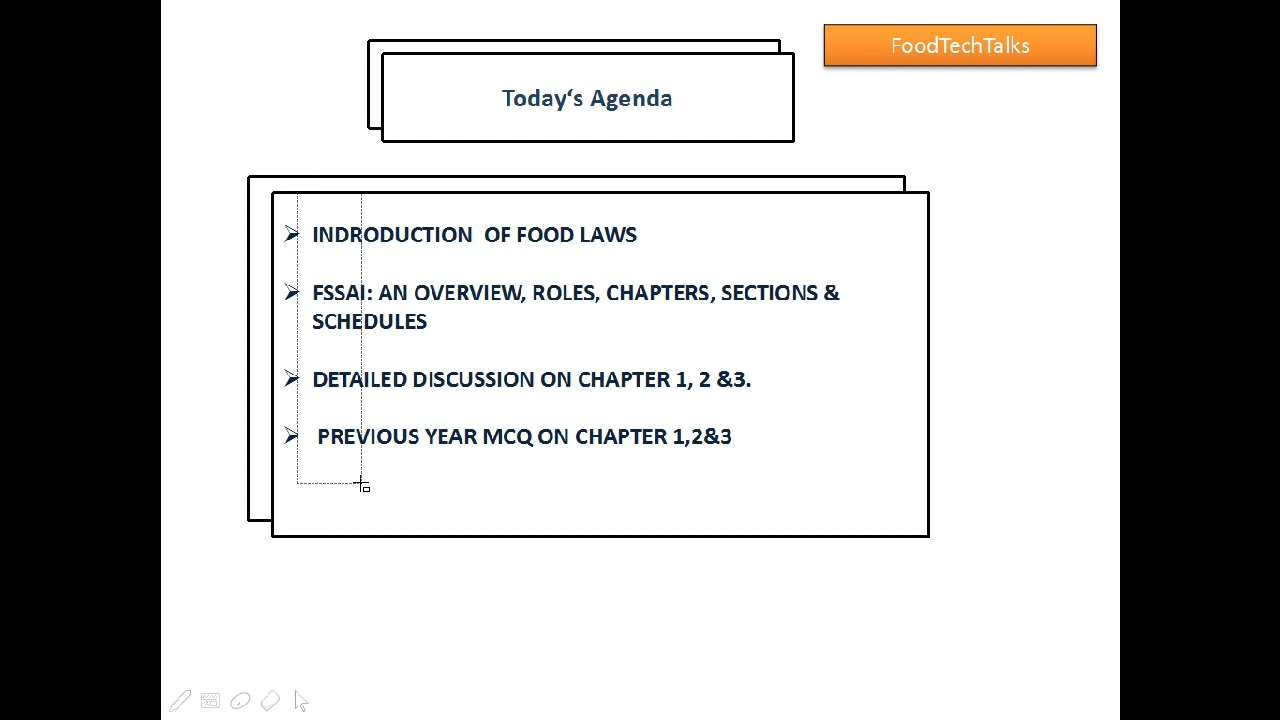 FoodTechTalks
Today‘s Agenda
INDRODUCTION  OF FOOD LAWS
FSSAI: AN OVERVIEW, ROLES, CHAPTERS, SECTIONS &
SCHEDULES
DETAILED DISCUSSION ON CHAPTER 1, 2 &3.
PREVIOUS YEAR MCQ ON CHAPTER 1,2&3